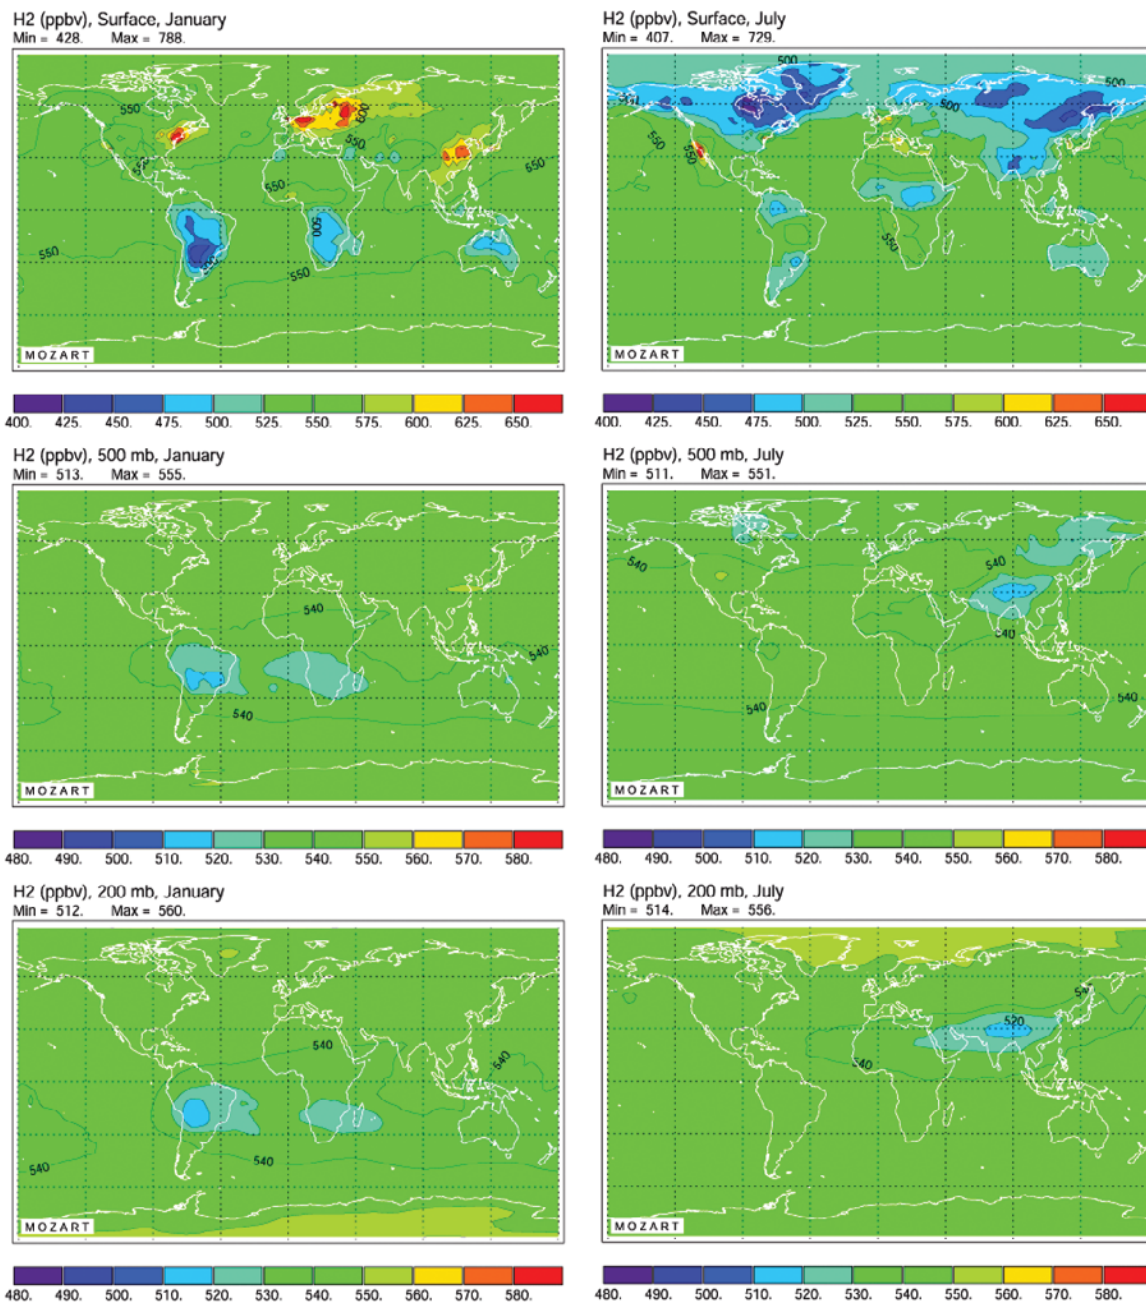 H2 (ppbv), Surface, January
Min = 428. Max = 788.
550
550
600
550
550
550
550
500
550
550
550
MOZART
400. 425. 450. 475. 500. 525. 550. 575. 600. 625. 650.
H2 (ppbv), Surface, July
Min = 407. Max = 729.
500
500
500
550
550
550
550
550
MOZART
400. 425. 450. 475. 500. 525. 550. 575. 600. 625. 650.
H2 (ppbv), 500 mb, January
Min = 513. Max = 555.
540
540
540
MOZART
480. 490. 500. 510. 520. 530. 540. 550. 560. 570. 580.
H2 (ppbv), 500 mb, July
Min = 511. Max = 551.
540
540
540
540
540
MOZART
480. 490. 500. 510. 520. 530. 540. 550. 560. 570. 580.
H2 (ppbv), 200 mb, January
Min = 512. Max = 560.
540
540
540
540
MOZART
480. 490. 500. 510. 520. 530. 540. 550. 560. 570. 580.
H2 (ppbv), 200 mb, July
Min = 514. Max = 556.
520
540
MOZART
480. 490. 500. 510. 520. 530. 540. 550. 560. 570. 580.